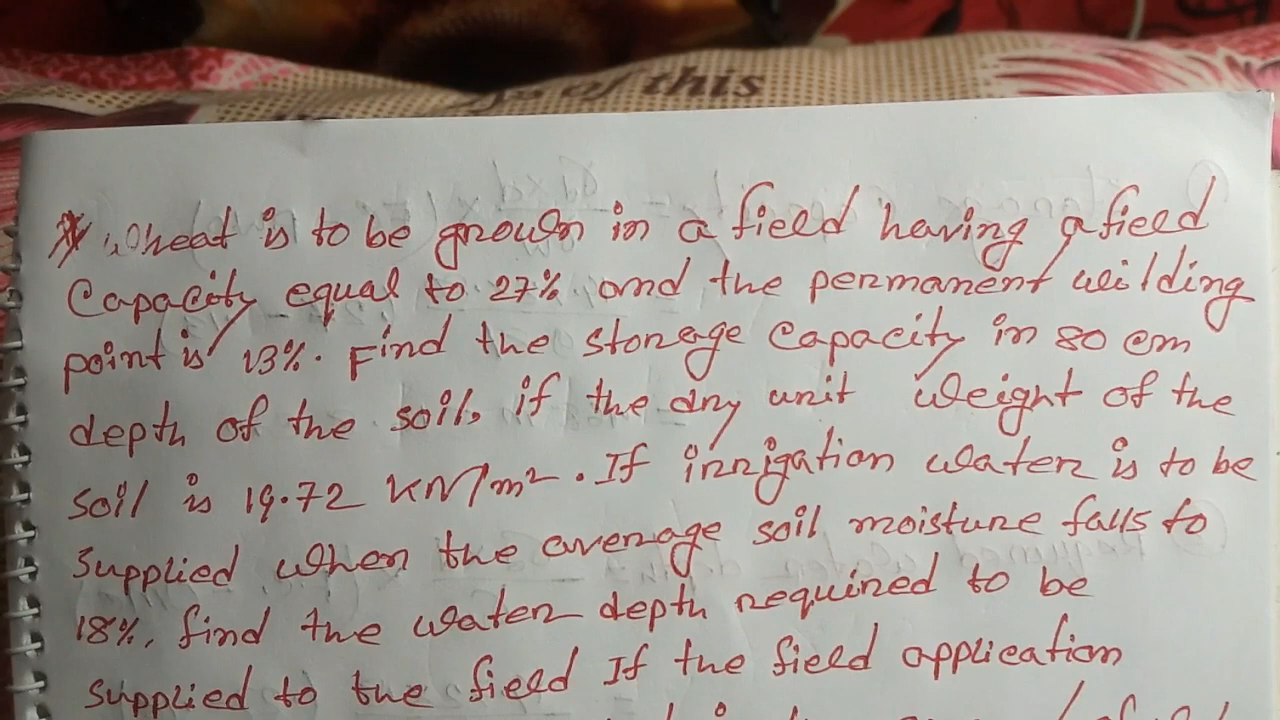 of this
Wheat is to be grown in a field having a field
Capacity equal to 27% and the permanent wilding
point is 13%. Find the storage capacity in 80 cm
depth of the soil, if the dry unit weight of the
soil is 19.72 KN/m². If irrigation water is to be
supplied when the average soil moisture falls to
18%, find the water depth required to be
supplied to the field If the field application